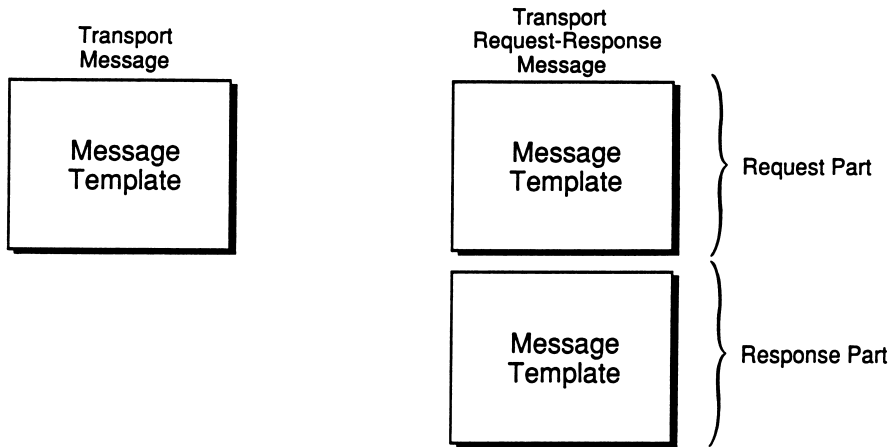 Transport
Message
Message
Template
Transport
Request-Response
Message
Message
Template
Request Part
Message
Template
Response Part